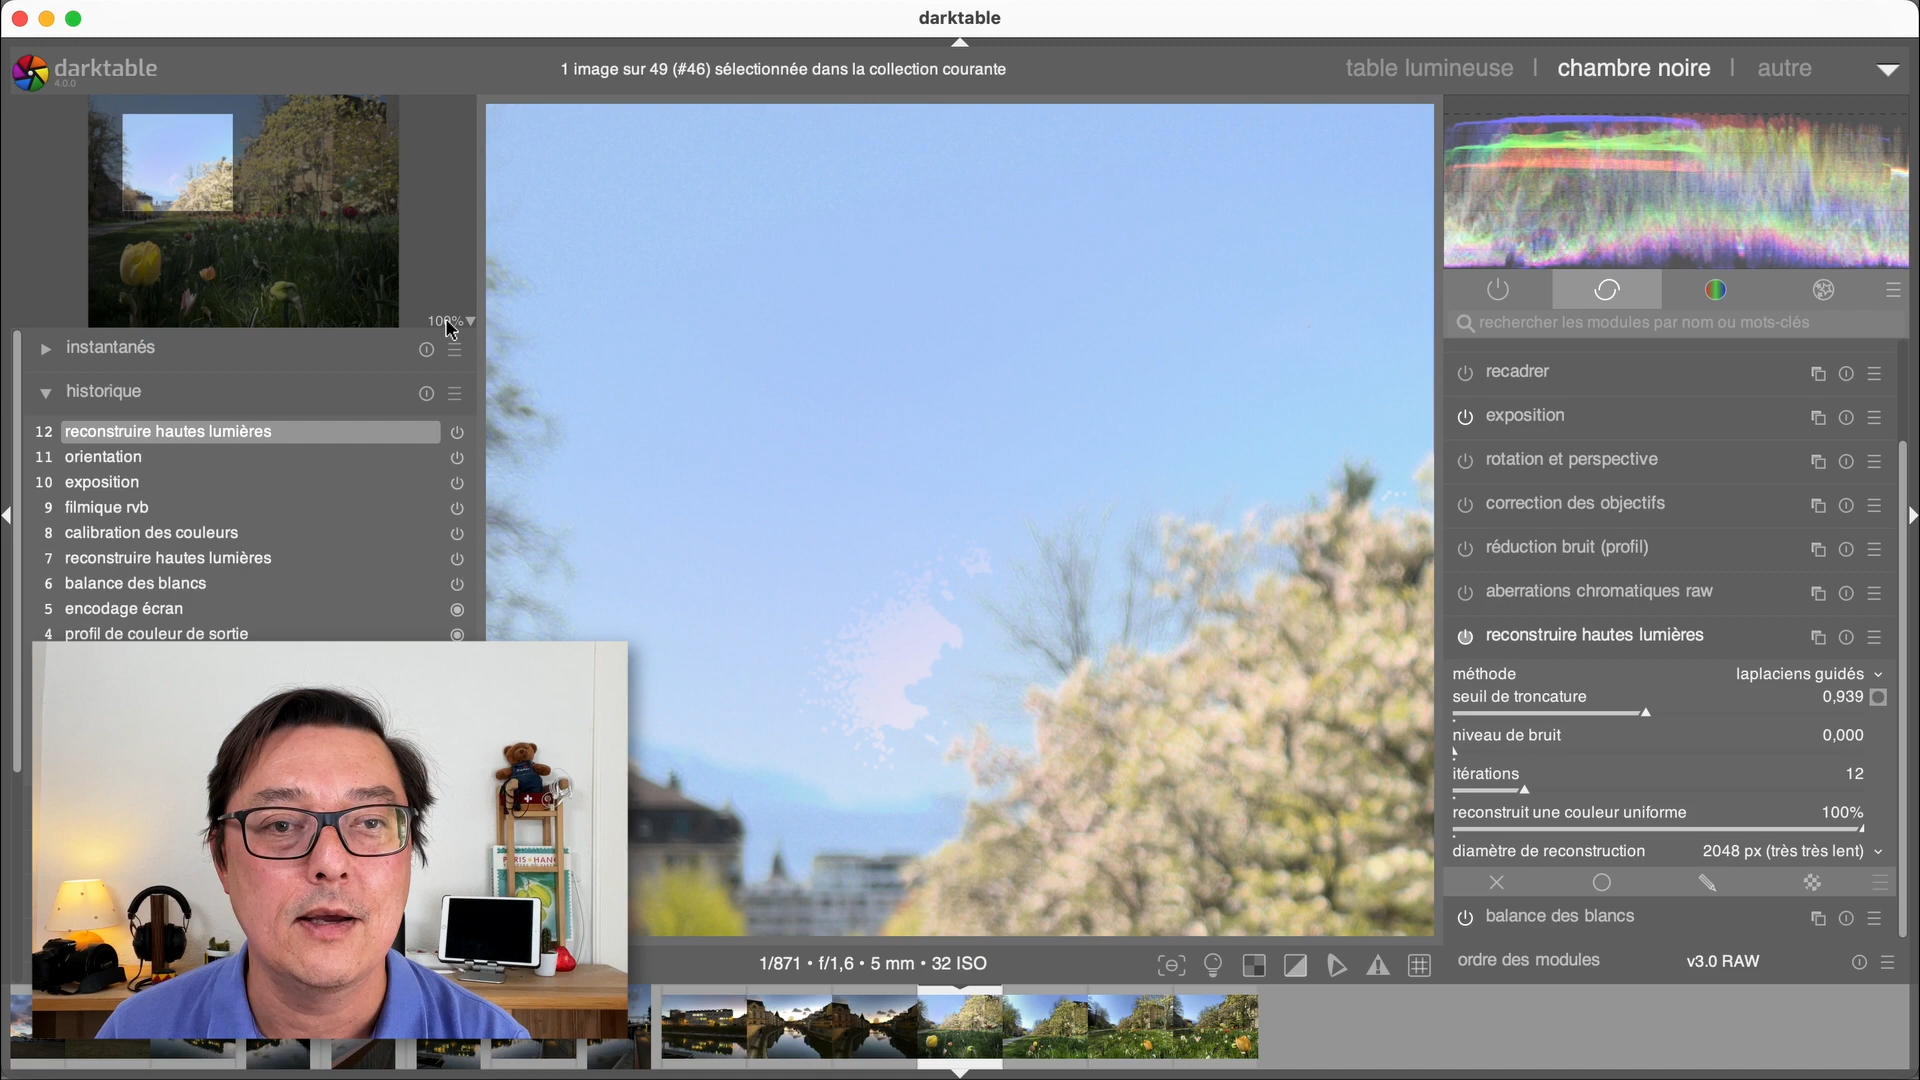 darktable
darktable
4.0.0
1 image sur 49 (#46) sélectionnée dans la collection courante
table lumineuse | chambre noire | autre
100%
instantanés
historique
12 reconstruire hautes lumières
11 orientation
10 exposition
9 filmique rvb
8 calibration des couleurs
7 reconstruire hautes lumières
6 balance des blancs
5 encodage écran
4 profil de couleur de sortie
PARIS-HANO
1/871 • f/1,6 • 5 mm • 32 ISO
rechercher les modules par nom ou mots-clés
recadrer
exposition
rotation et perspective
correction des objectifs
réduction bruit (profil)
aberrations chromatiques raw
reconstruire hautes lumières
méthode laplaciens guidés
seuil de troncature 0,939
niveau de bruit 0,000
itérations 12
reconstruit une couleur uniforme 100%
diamètre de reconstruction 2048 px (très très lent)
balance des blancs
ordre des modules v3.0 RAW